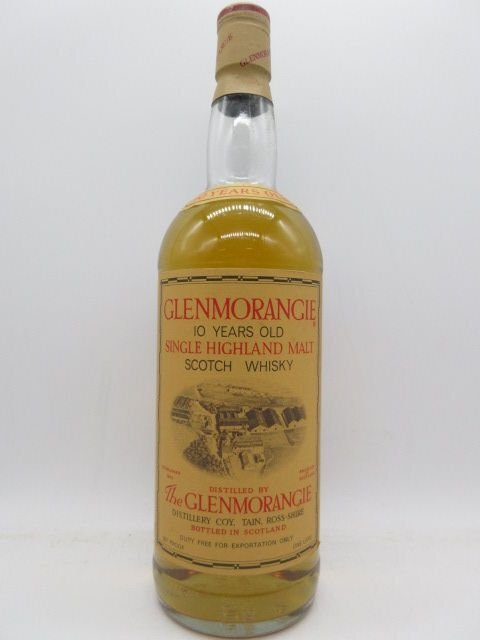 GLENMORANGIE
10 YEARS OLD
GLENMORANGIE
10 YEARS OLD
SINGLE HIGHLAND MALT
SCOTCH WHISKY
DISTILLED BY
The GLENMORANGIE
DISTILLERY COY, TAIN, ROSS-SHIRE
BOTTLED IN SCOTLAND
DUTY FREE FOR EXPORTATION ONLY